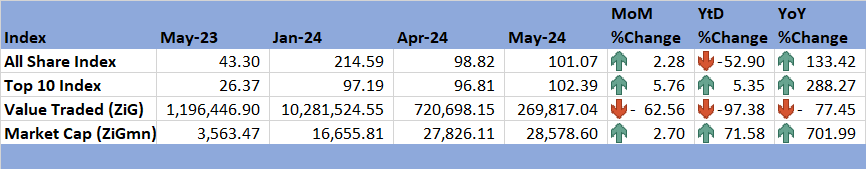 MoM YtD YoY
Index May-23 Jan-24 Apr-24 May-24 %Change %Change %Change
All Share Index 43.30 214.59 98.82 101.07 2.28 -52.90 133.42
Top 10 Index 26.37 97.19 96.81 102.39 5.76 5.35 288.27
Value Traded (ZiG) 1,196,446.90 10,281,524.55 720,698.15 269,817.04 - 62.56 -97.38 - 77.45
Market Cap (ZiGmn) 3,563.47 16,655.81 27,826.11 28,578.60 2.70 71.58 701.99